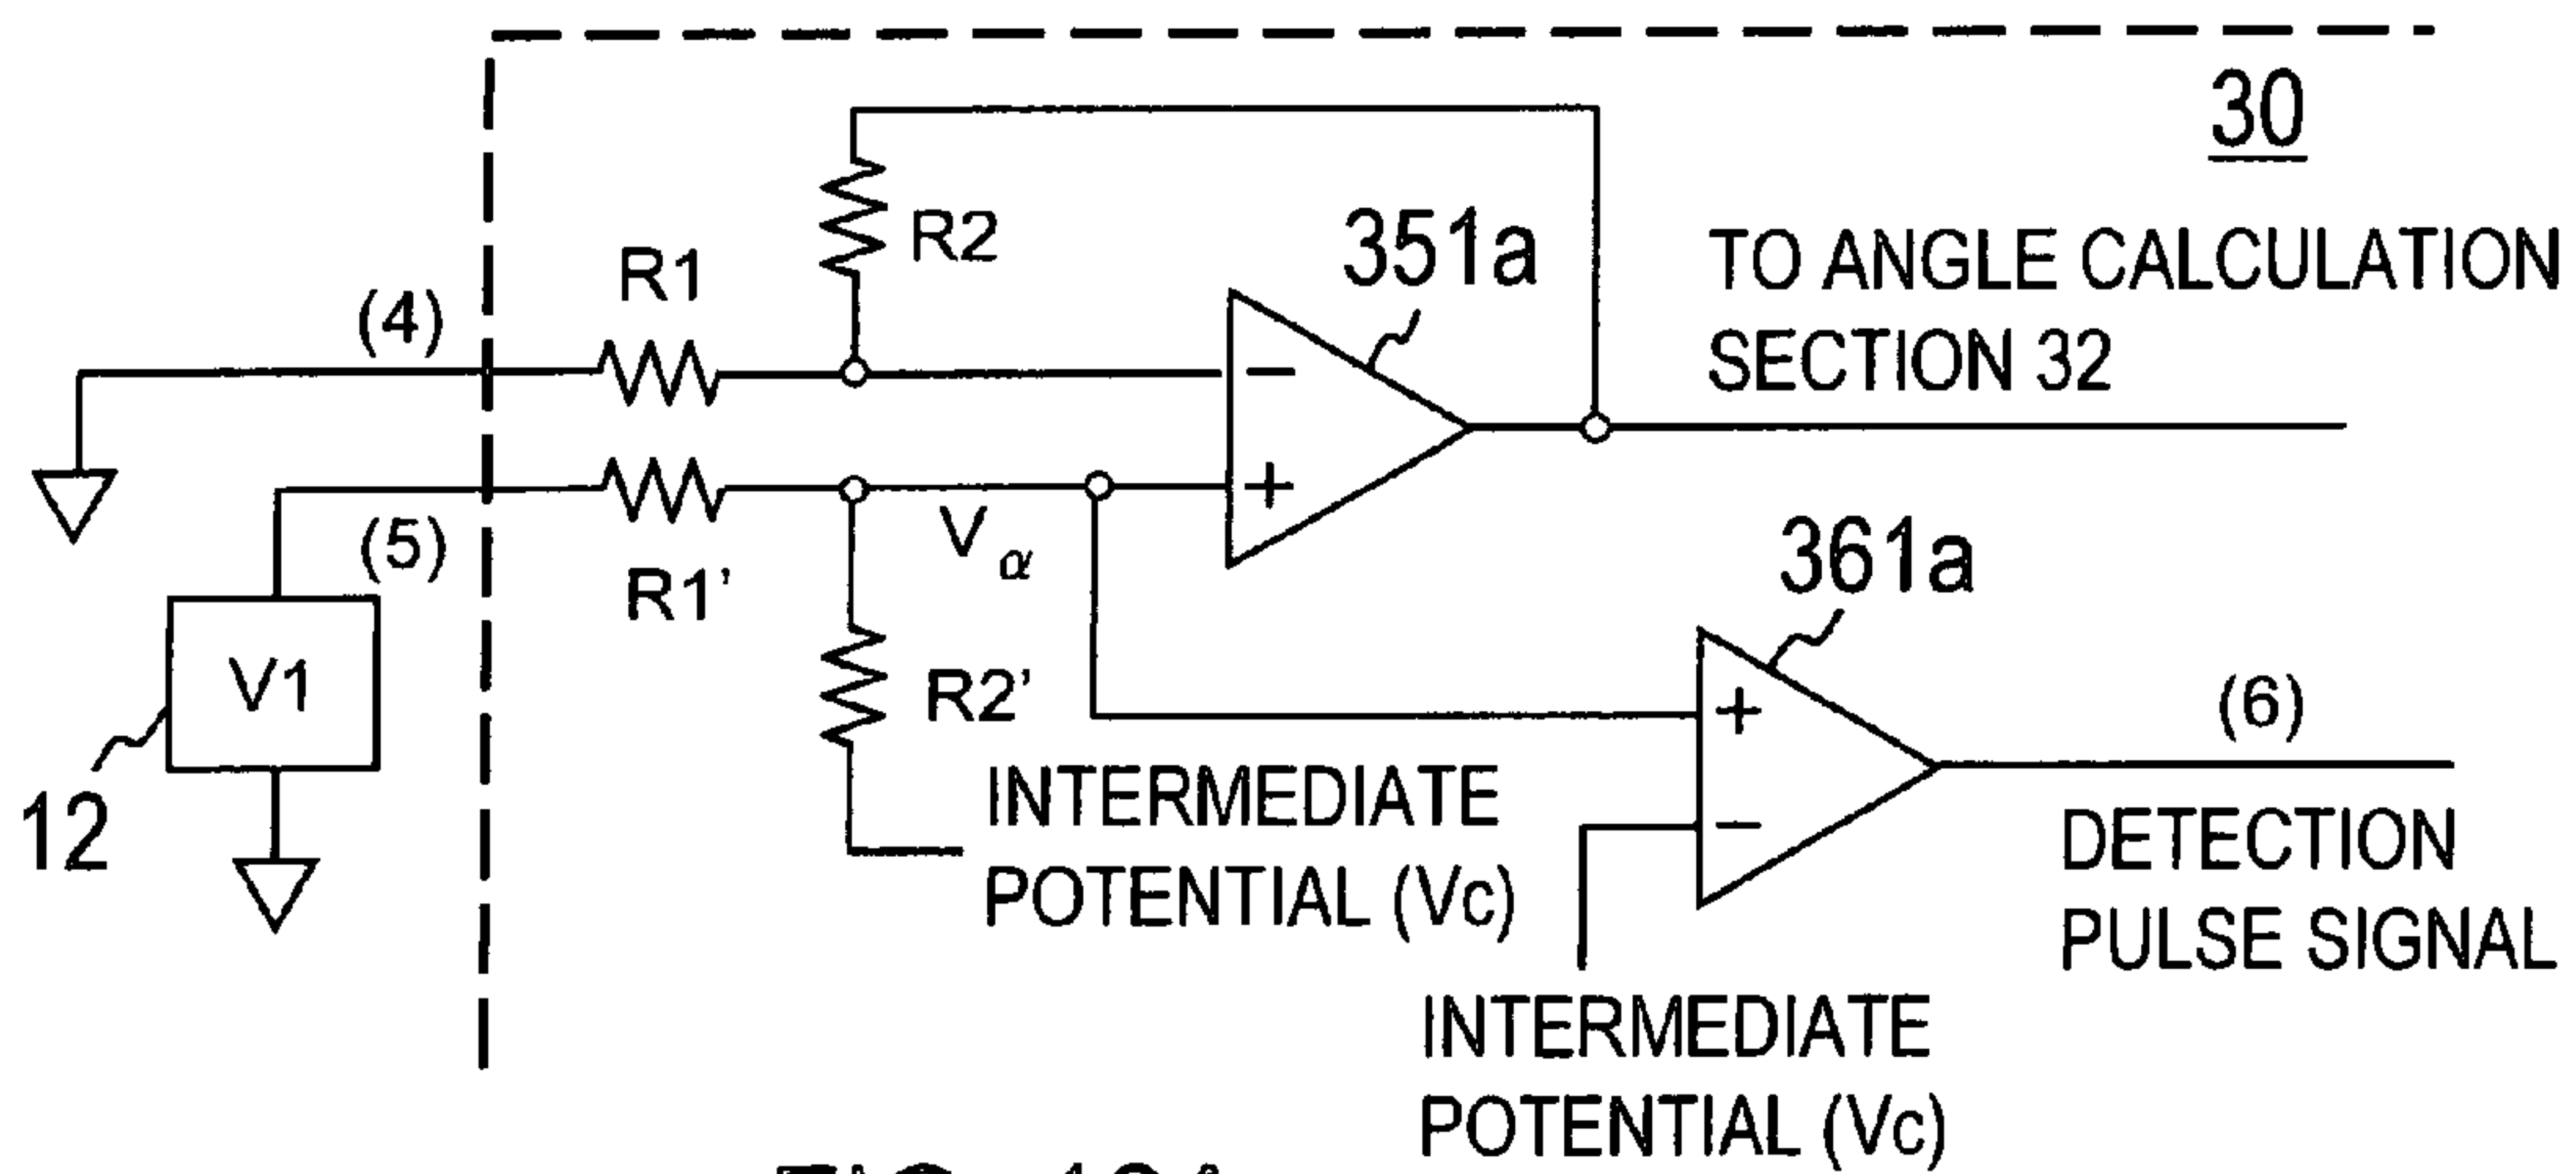 30
R2
351a
TO ANGLE CALCULATION
SECTION 32
R1
(4)
−
+
(5)
R1'
Vα
361a
V1
R2'
+
(6)
12
INTERMEDIATE
POTENTIAL (Vc)
−
DETECTION
PULSE SIGNAL
INTERMEDIATE
POTENTIAL (Vc)